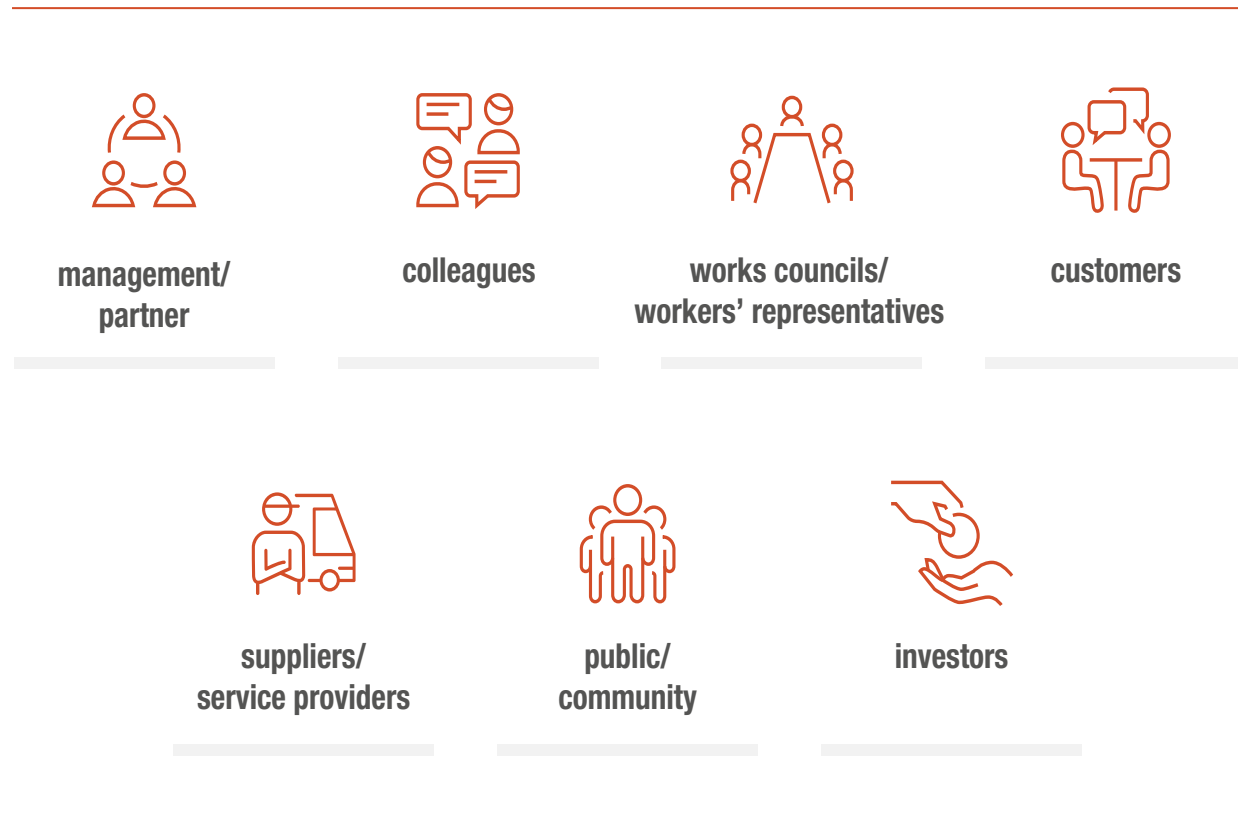 management/
partner
colleagues
works councils/
workers’ representatives
customers
suppliers/
service providers
public/
community
investors